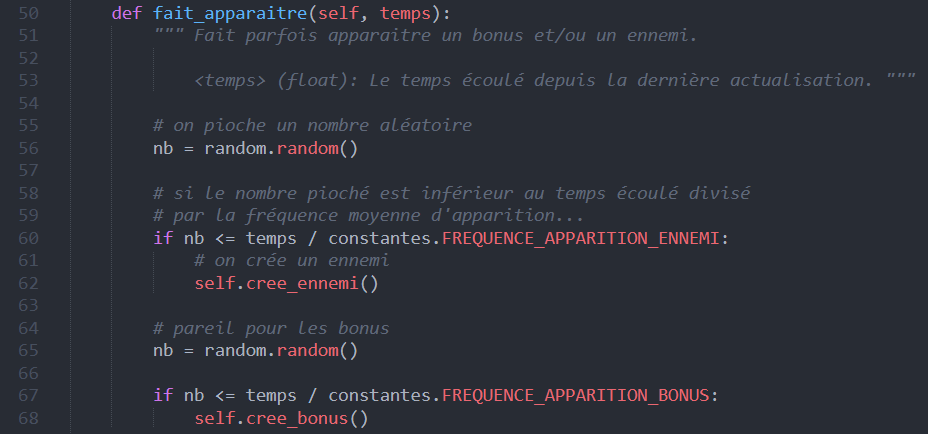 50 def fait_apparaitre(self, temps):
51 """ Fait parfois apparaitre un bonus et/ou un ennemi.
52
53 <temps> (float): Le temps écoulé depuis la dernière actualisation. """
54
55 # on pioche un nombre aléatoire
56 nb = random.random()
57
58 # si le nombre pioché est inférieur au temps écoulé divisé
59 # par la fréquence moyenne d'apparition...
60 if nb <= temps / constantes.FREQUENCE_APPARITION_ENNEMI:
61 # on crée un ennemi
62 self.cree_ennemi()
63
64 # pareil pour les bonus
65 nb = random.random()
66
67 if nb <= temps / constantes.FREQUENCE_APPARITION_BONUS:
68 self.cree_bonus()